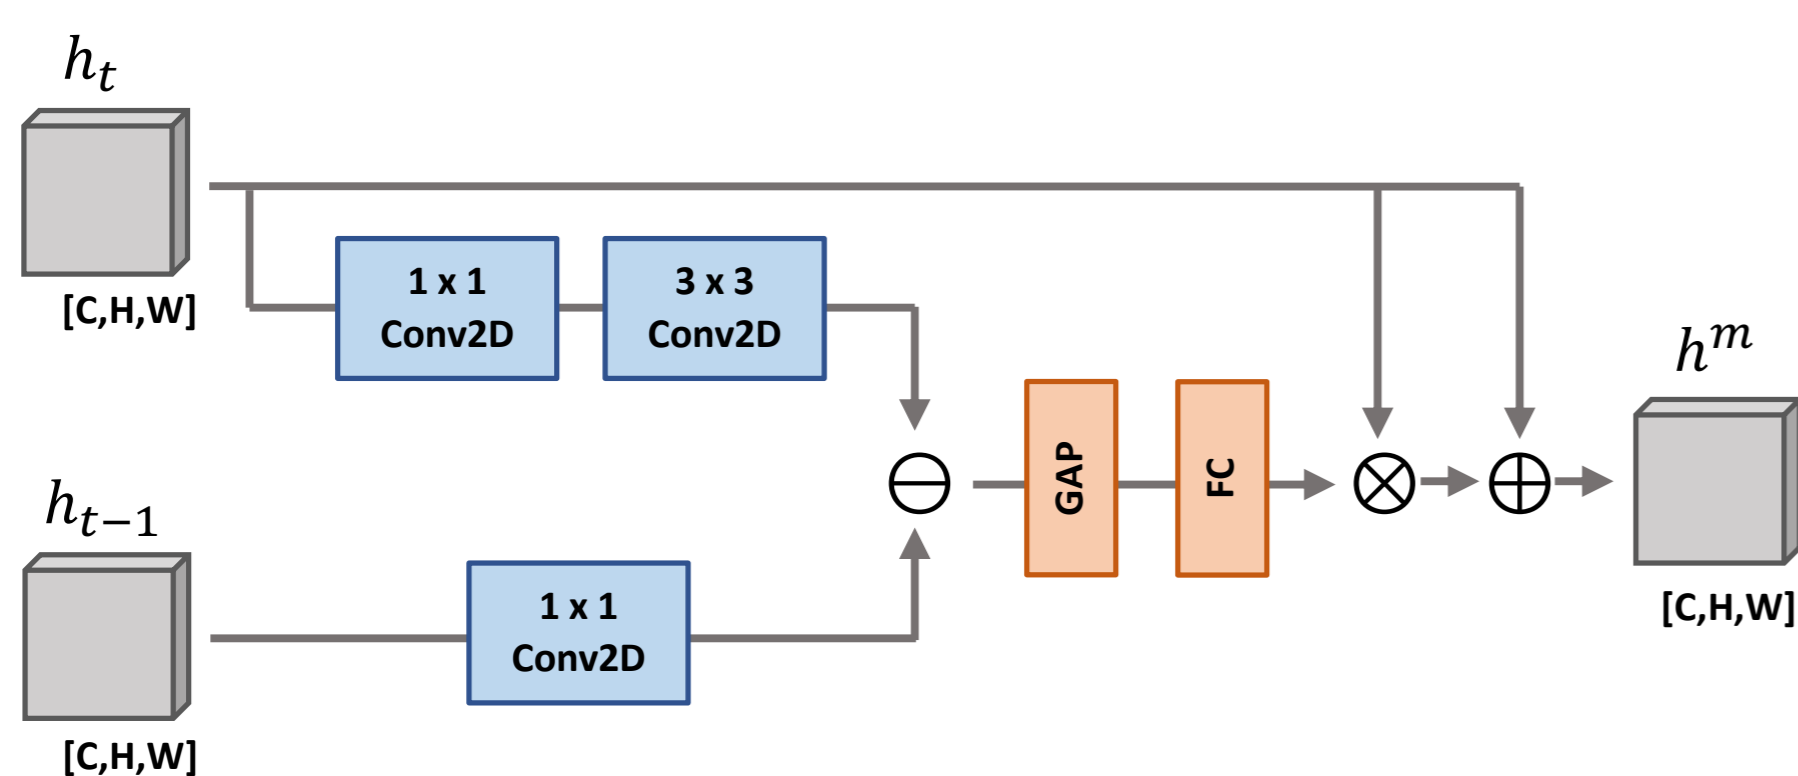 h_t
[C,H,W]
1 x 1
Conv2D
3 x 3
Conv2D
h_{t-1}
[C,H,W]
1 x 1
Conv2D
GAP
FC
h^m
[C,H,W]